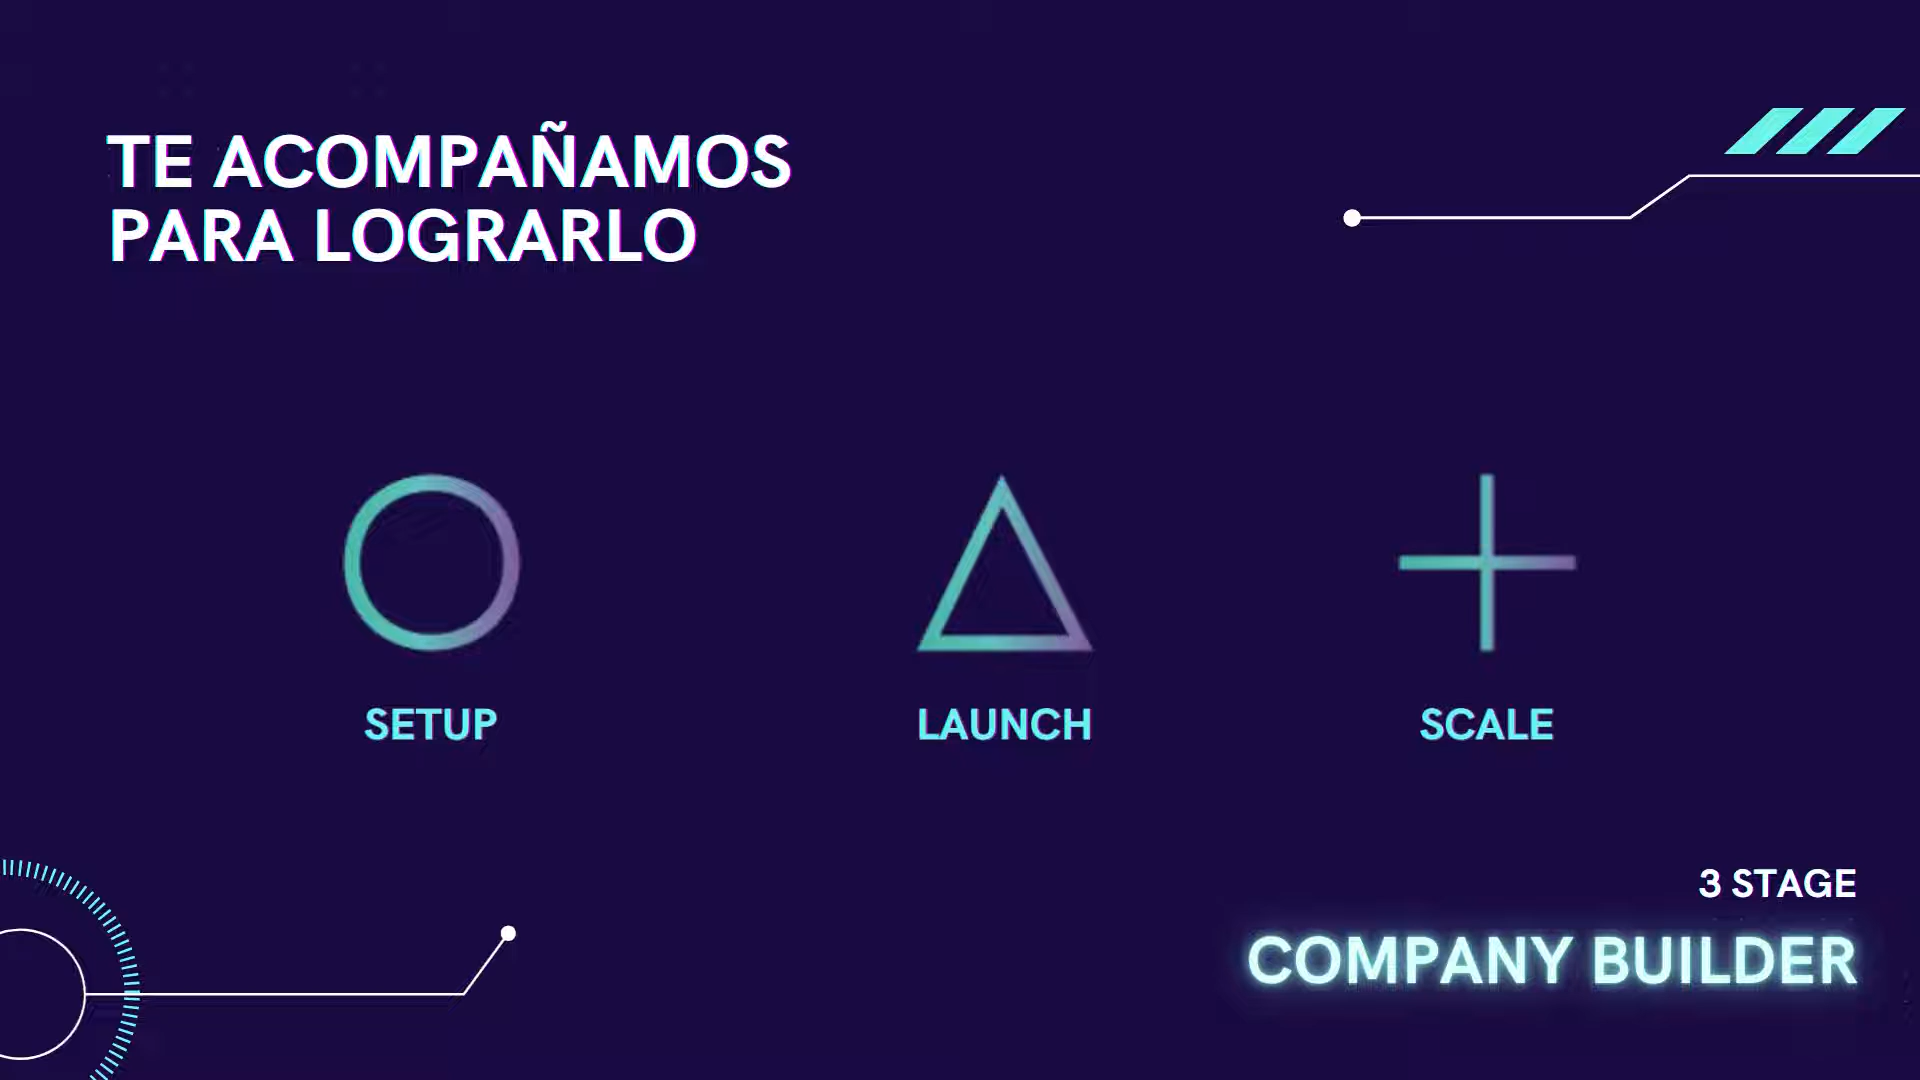 TE ACOMPAÑAMOS
PARA LOGRARLO
SETUP
LAUNCH
SCALE
3 STAGE
COMPANY BUILDER